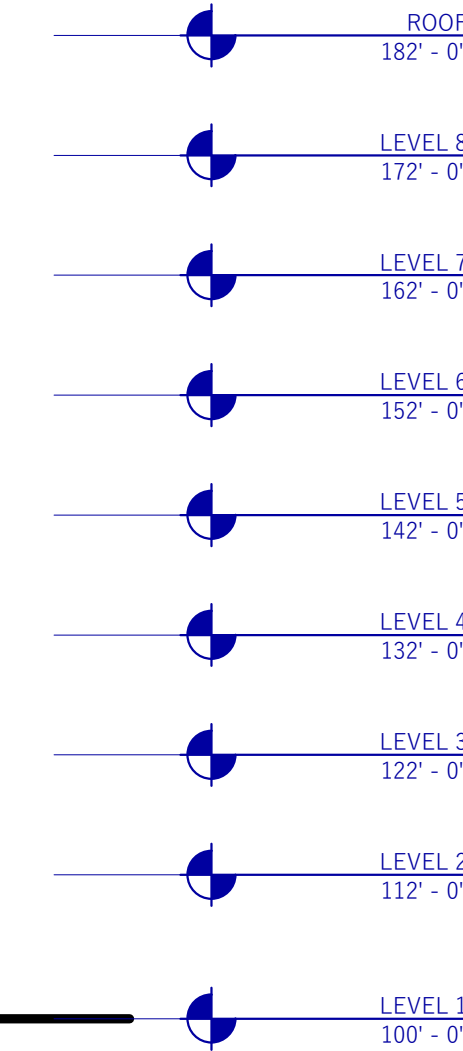 ROOF
182' - 0"
LEVEL 8
172' - 0"
LEVEL 7
162' - 0"
LEVEL 6
152' - 0"
LEVEL 5
142' - 0"
LEVEL 4
132' - 0"
LEVEL 3
122' - 0"
LEVEL 2
112' - 0"
LEVEL 1
100' - 0"